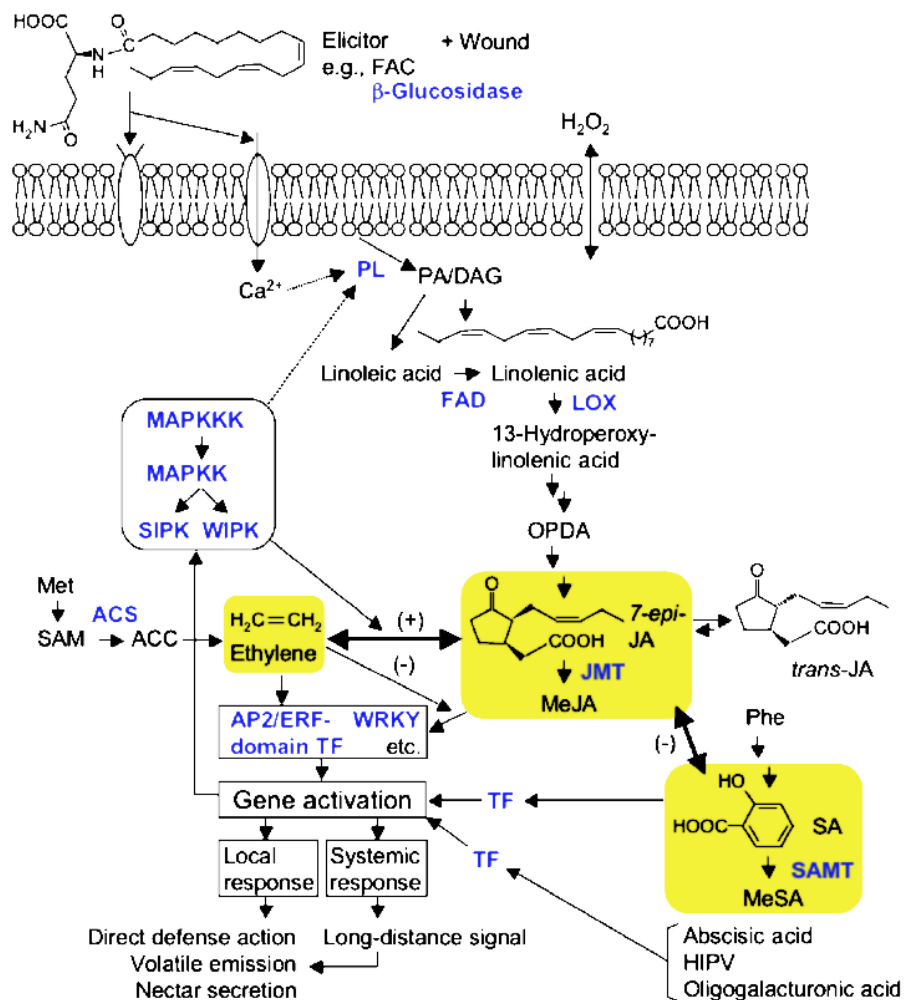 HOOC
O
C
N
H
H₂N
O
Elicitor + Wound
e.g., FAC
β-Glucosidase
H₂O₂
Ca²⁺
PL
PA/DAG
( )₇ COOH
Linoleic acid
Linolenic acid
FAD
LOX
13-Hydroperoxy-
linolenic acid
OPDA
MAPKKK
MAPKK
SIPK WIPK
Met
SAM
ACS
ACC
H₂C=CH₂
Ethylene
(+)
(-)
O
COOH
7-epi-
JA
JMT
MeJA
O
COOH
trans-JA
AP2/ERF- WRKY
domain TF etc.
(-)
Phe
Gene activation
TF
TF
HO
HOOC
SA
SAMT
MeSA
Local
response
Systemic
response
Direct defense action
Volatile emission
Nectar secretion
Long-distance signal
Abscisic acid
HIPV
Oligogalacturonic acid